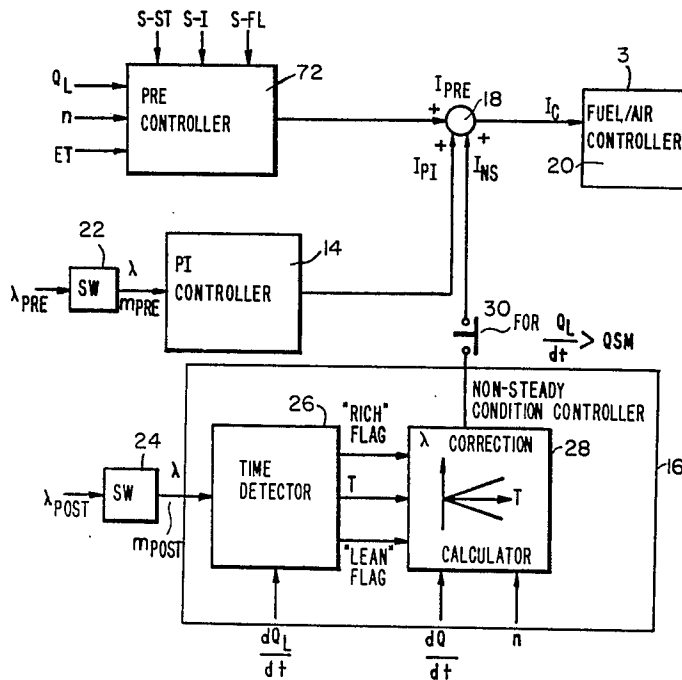 S-ST S-I S-FL
72
Q_L
n
ET
PRE
CONTROLLER
I_PRE
+
18
+
+
I_PI
I_NS
I_C
3
FUEL/AIR
CONTROLLER
20
22
λ_PRE
SW
λ
m_PRE
14
PI
CONTROLLER
30
FOR Q_L/dt > QSM
NON-STEADY
CONDITION CONTROLLER
16
24
λ_POST
SW
λ
m_POST
26
TIME
DETECTOR
"RICH"
FLAG
T
"LEAN"
FLAG
28
λ CORRECTION
T
CALCULATOR
dQ_L/dt
dQ/dt
n